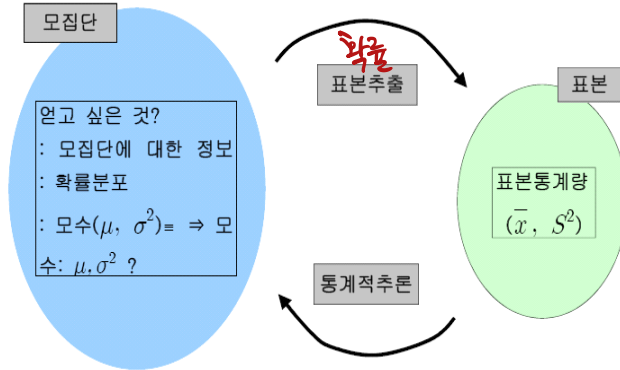 모집단
확률
표본추출
표본
얻고 싶은 것?
: 모집단에 대한 정보
: 확률분포
: 모수(μ, σ²)= ⇒ 모
수: μ,σ² ?
표본통계량
(x̄, S²)
통계적추론